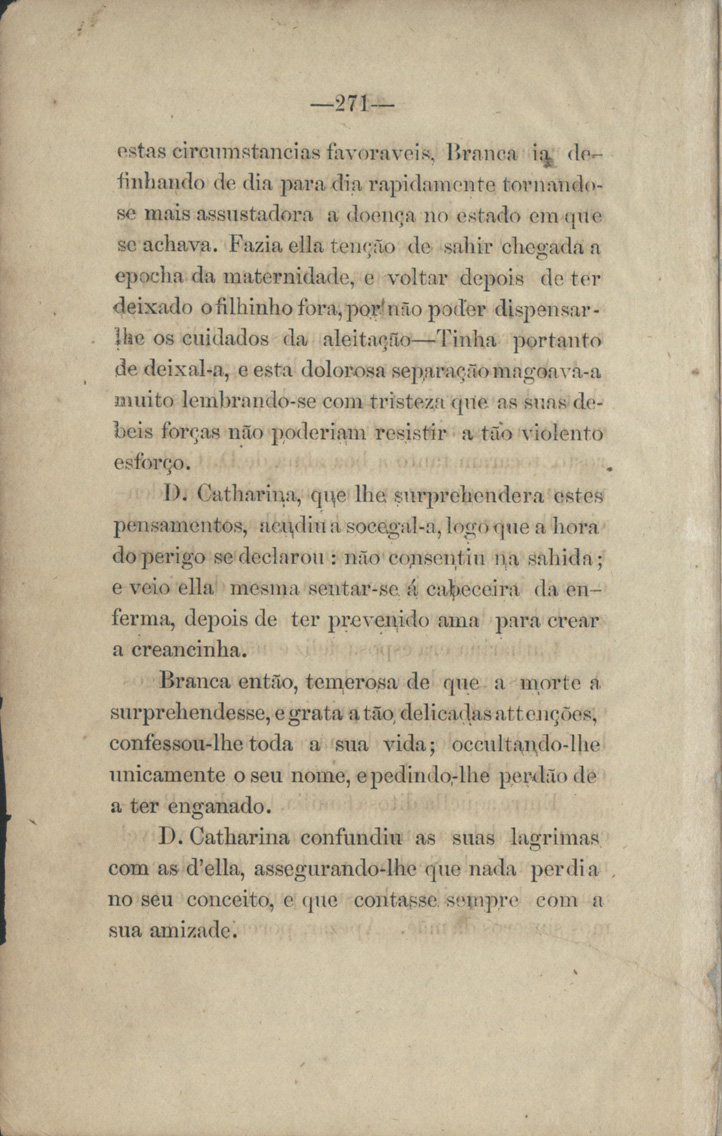 —271—
estas circumstancias favoraveis, Branca ia de-
finhando de dia para dia rapidamente tornando-
se mais assustadora a doença no estado em que
se achava. Fazia ella tenção de sahir chegada a
epocha da maternidade, e voltar depois de ter
deixado o filhinho fora, por não poder dispensar-
lhe os cuidados da aleitação—Tinha portanto
de deixal-a, e esta dolorosa separação magoava-a
muito lembrando-se com tristeza que as suas de-
beis forças não poderiam resistir a tão violento
esforço.
D. Catharina, que lhe surprehendera estes
pensamentos, acudiu a socegal-a, logo que a hora
do perigo se declarou : não consentiu na sahida;
e veio ella mesma sentar-se á cabeceira da en-
ferma, depois de ter prevenido ama para crear
a creancinha.
Branca então, temerosa de que a morte a
surprehendesse, e grata a tão delicadas attenções,
confessou-lhe toda a sua vida; occultando-lhe
unicamente o seu nome, e pedindo-lhe perdão de
a ter enganado.
D. Catharina confundiu as suas lagrimas
com as d'ella, assegurando-lhe que nada perdia
no seu conceito, e que contasse sempre com a
sua amizade.